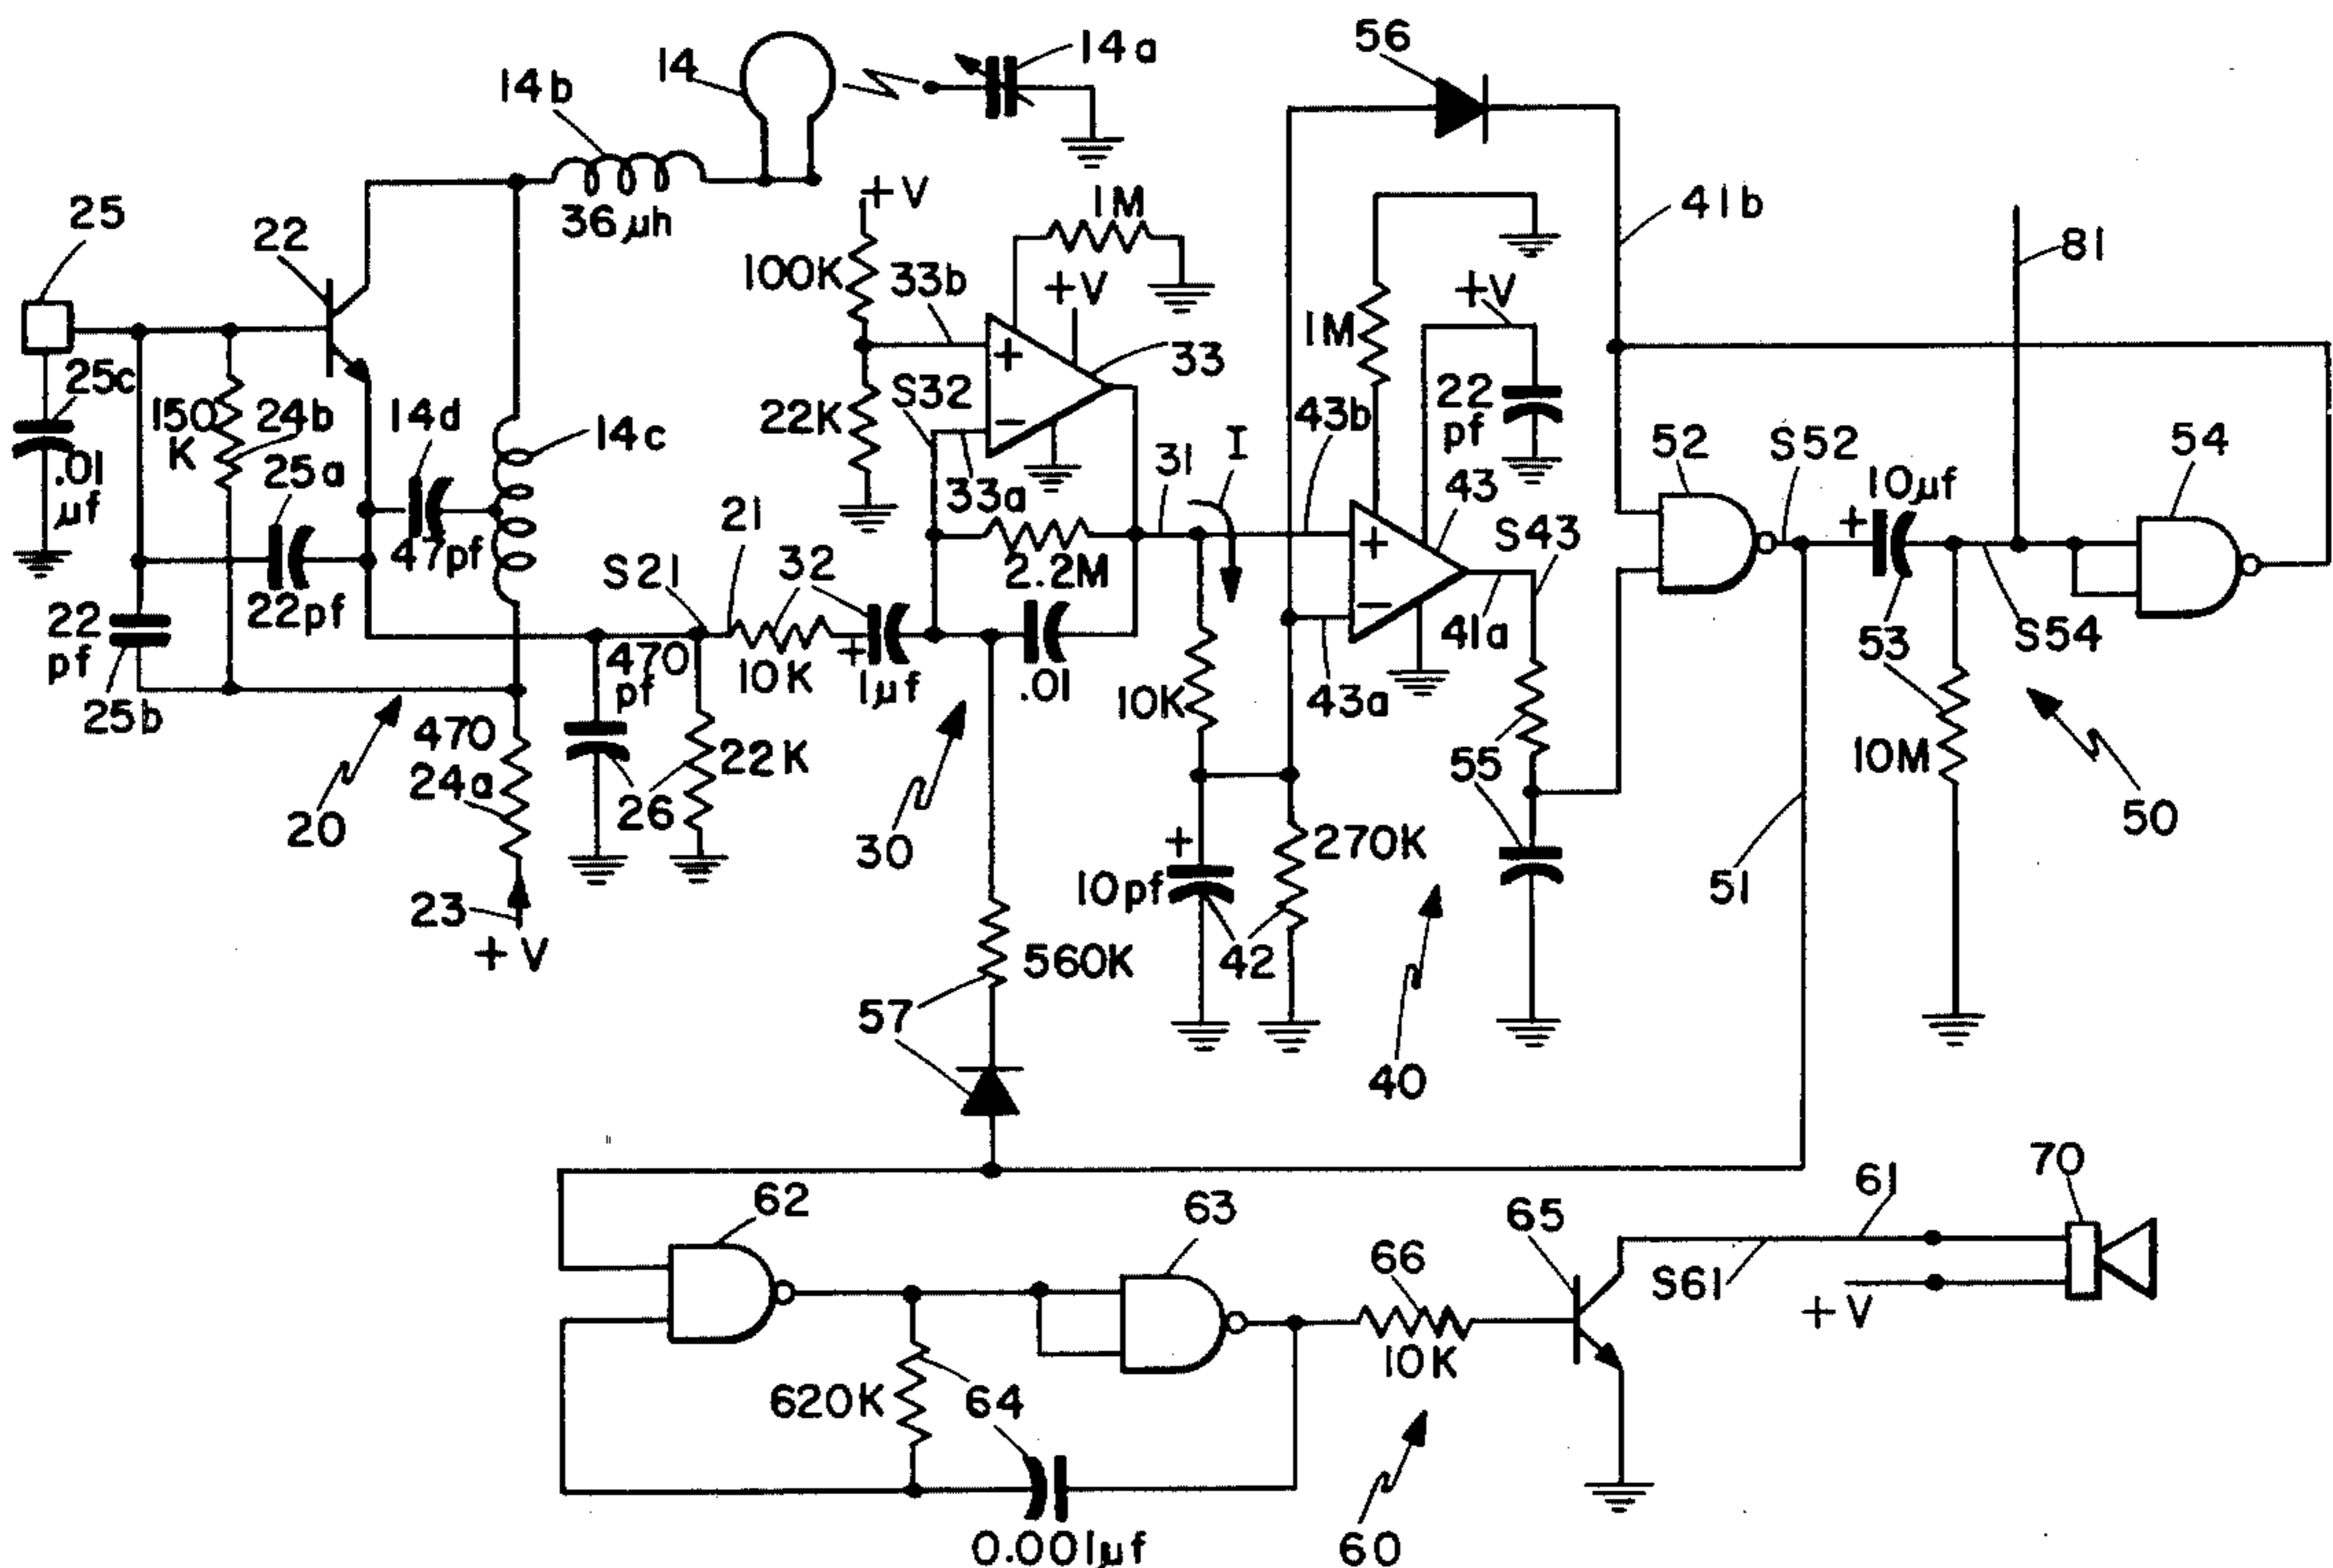 56
14
14a
14b
36 μh
+V
1M
41b
81
25
22
100K
33b
+V
+V
1M
33
25c
.01
μf
150
K
24b
14d
14c
22K
S32
+
−
33a
22
pf
43b
43
52
S52
10μf
54
25a
47pf
22pf
S21
21
32
2.2M
31
I
+
−
S43
+
22
pf
25b
470
pf
10K
+
1μf
.01
10K
43a
41a
53
S54
470
24a
22K
26
55
10M
20
30
+
10pf
270K
50
51
23
+V
560K
42
57
40
62
63
65
61
70
66
S61
+V
10K
620K
64
0.001μf
60